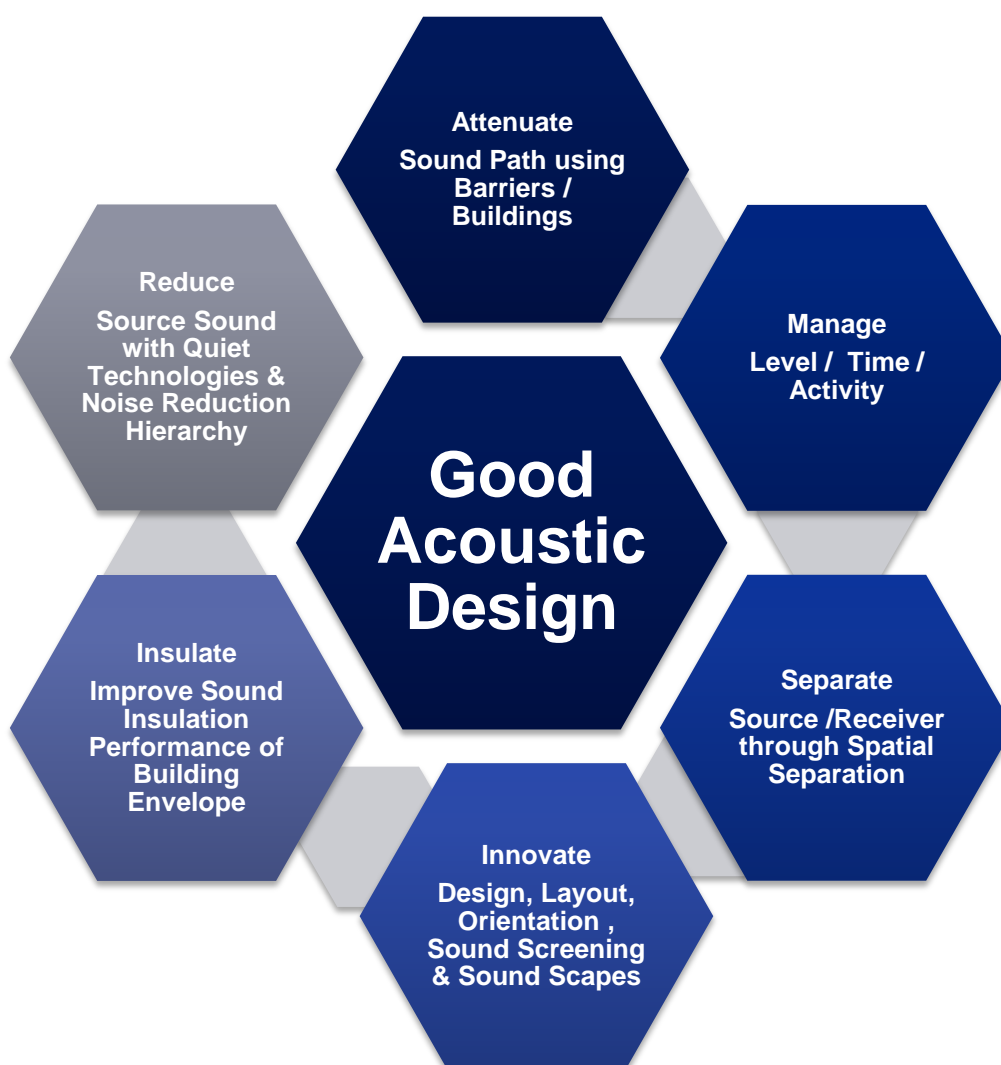 Attenuate
Sound Path using
Barriers /
Buildings
Manage
Level /  Time /
Activity
Separate
Source /Receiver
through Spatial
Separation
Innovate
Design, Layout,
Orientation ,
Sound Screening
& Sound Scapes
Insulate
Improve Sound
Insulation
Performance of
Building
Envelope
Reduce
Source Sound
with Quiet
Technologies &
Noise Reduction
Hierarchy
Good
Acoustic
Design